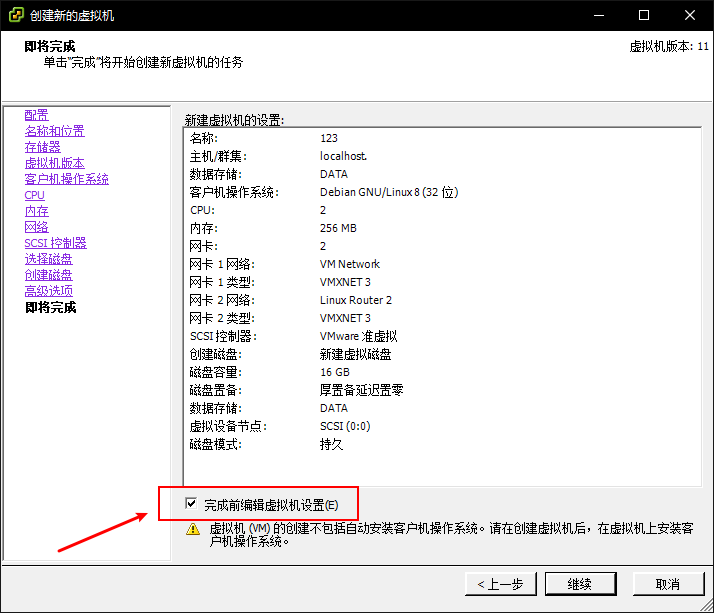 创建新的虚拟机
即将完成
单击"完成"将开始创建新虚拟机的任务
虚拟机版本: 11
配置
名称和位置
存储器
虚拟机版本
客户机操作系统
CPU
内存
网络
SCSI 控制器
选择磁盘
创建磁盘
高级选项
即将完成
新建虚拟机的设置:
名称: 123
主机/群集: localhost.
数据存储: DATA
客户机操作系统: Debian GNU/Linux 8 (32 位)
CPU: 2
内存: 256 MB
网卡: 2
网卡 1 网络: VM Network
网卡 1 类型: VMXNET 3
网卡 2 网络: Linux Router 2
网卡 2 类型: VMXNET 3
SCSI 控制器: VMware 准虚拟
创建磁盘: 新建虚拟磁盘
磁盘容量: 16 GB
磁盘置备: 厚置备延迟置零
数据存储: DATA
虚拟设备节点: SCSI (0:0)
磁盘模式: 持久
完成前编辑虚拟机设置(E)
虚拟机 (VM) 的创建不包括自动安装客户机操作系统。请在创建虚拟机后，在虚拟机上安装客
户机操作系统。
< 上一步
继续
取消